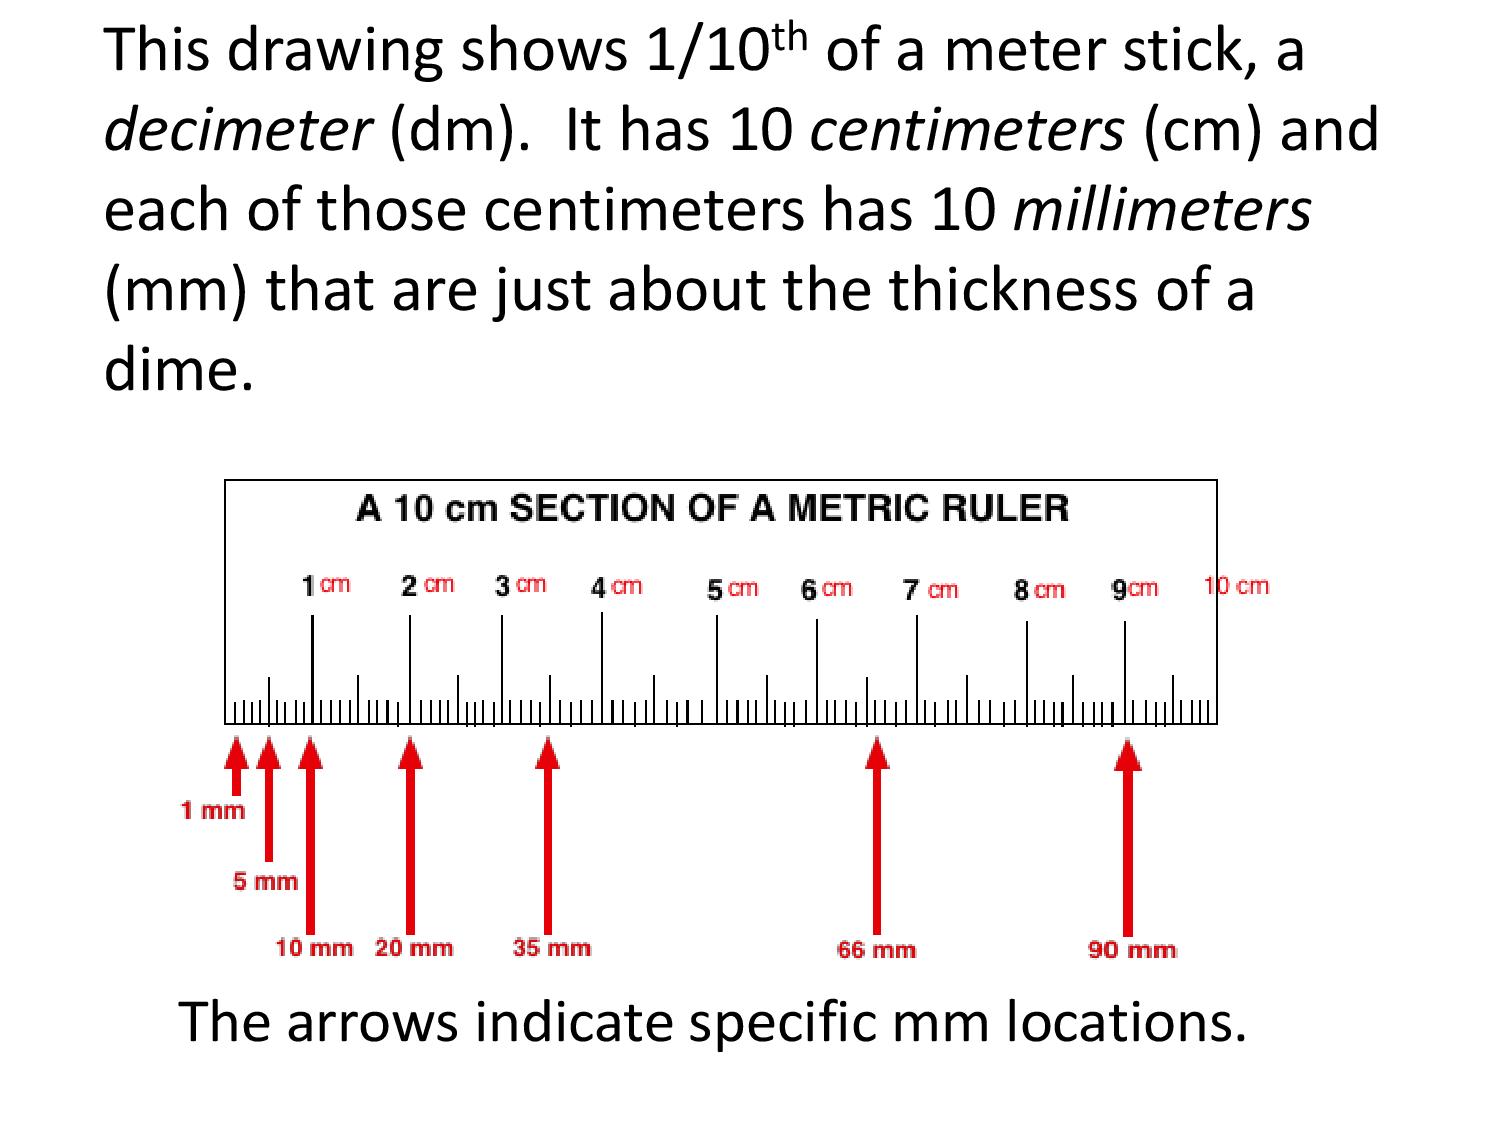 This drawing shows 1/10th of a meter stick, a
decimeter (dm).  It has 10 centimeters (cm) and
each of those centimeters has 10 millimeters
(mm) that are just about the thickness of a
dime.
A 10 cm SECTION OF A METRIC RULER
1 cm 2 cm 3 cm 4 cm 5 cm 6 cm 7 cm 8 cm 9 cm 10 cm
1 mm
5 mm
10 mm 20 mm 35 mm 66 mm 90 mm
The arrows indicate specific mm locations.